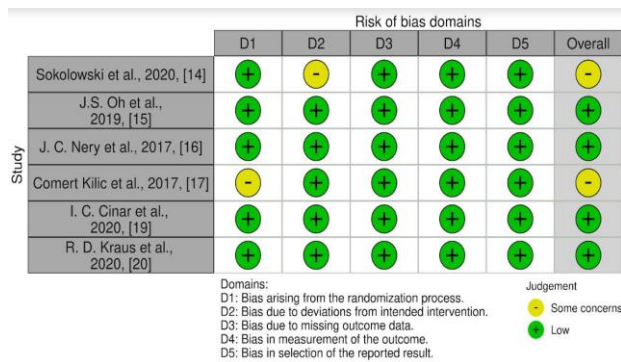 Risk of bias domains
D1 D2 D3 D4 D5 Overall
Study
Sokolowski et al., 2020, [14] + - + + + -
J.S. Oh et al.,
2019, [15] + + + + + +
J. C. Nery et al., 2017, [16] + + + + + +
Comert Kilic et al., 2017, [17] - + + + + -
I. C. Cinar et al.,
2020, [19] + + + + + +
R. D. Kraus et al.,
2020, [20] + + + + + +
Domains:
D1: Bias arising from the randomization process.
D2: Bias due to deviations from intended intervention.
D3: Bias due to missing outcome data.
D4: Bias in measurement of the outcome.
D5: Bias in selection of the reported result.
Judgement
- Some concerns
+ Low